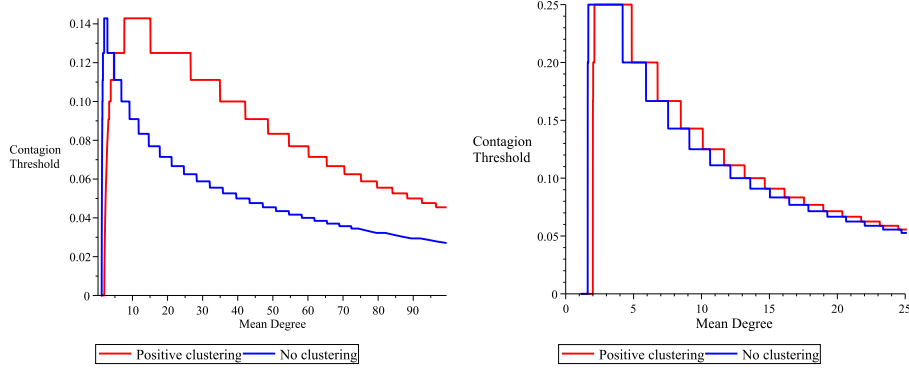 0.14
0.12
0.10
0.08
0.06
0.04
0.02
0
Contagion
Threshold
10 20 30 40 50 60 70 80 90
Mean Degree
Positive clustering No clustering
0.25
0.20
0.15
0.10
0.05
0
Contagion
Threshold
0 5 10 15 20 25
Mean Degree
Positive clustering No clustering